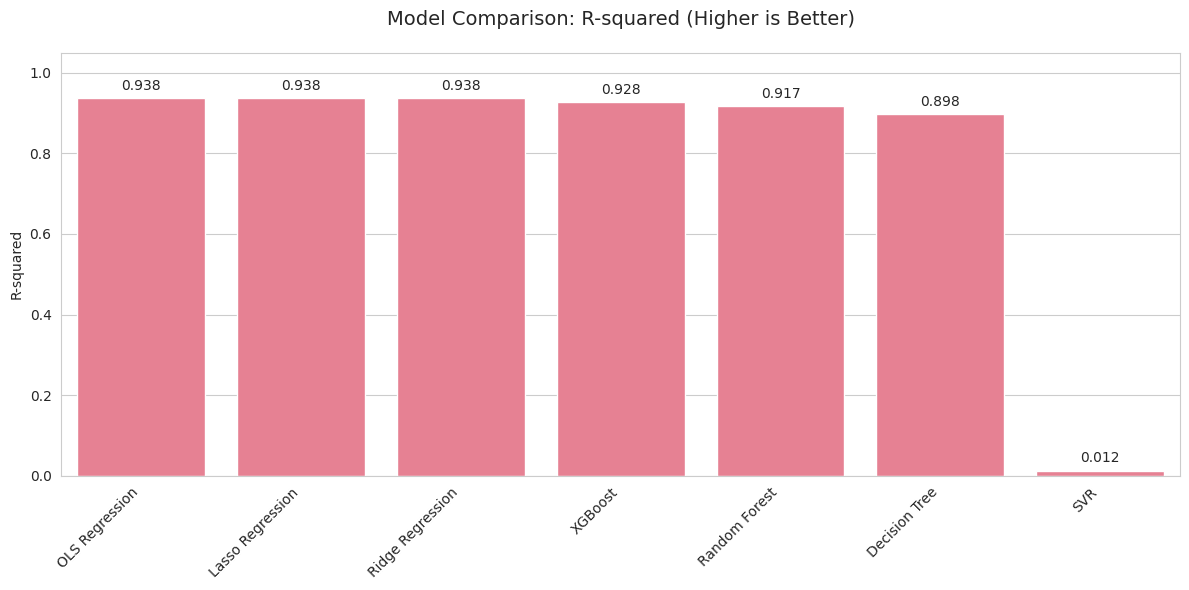 Model Comparison: R-squared (Higher is Better)
R-squared
1.0
0.8
0.6
0.4
0.2
0.0
0.938
0.938
0.938
0.928
0.917
0.898
0.012
OLS Regression
Lasso Regression
Ridge Regression
XGBoost
Random Forest
Decision Tree
SVR